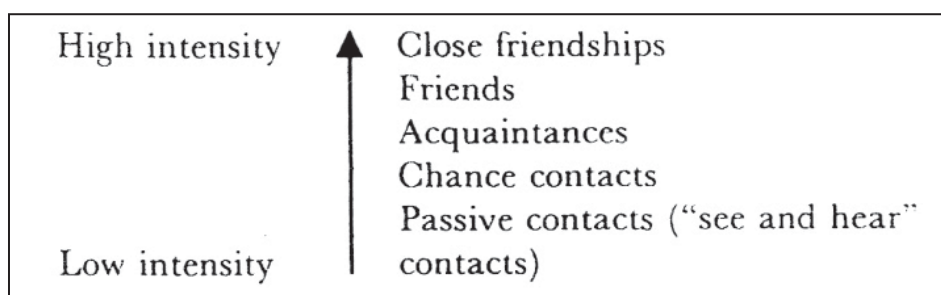 High intensity
Close friendships
Friends
Acquaintances
Chance contacts
Passive contacts (“see and hear”
Low intensity
contacts)